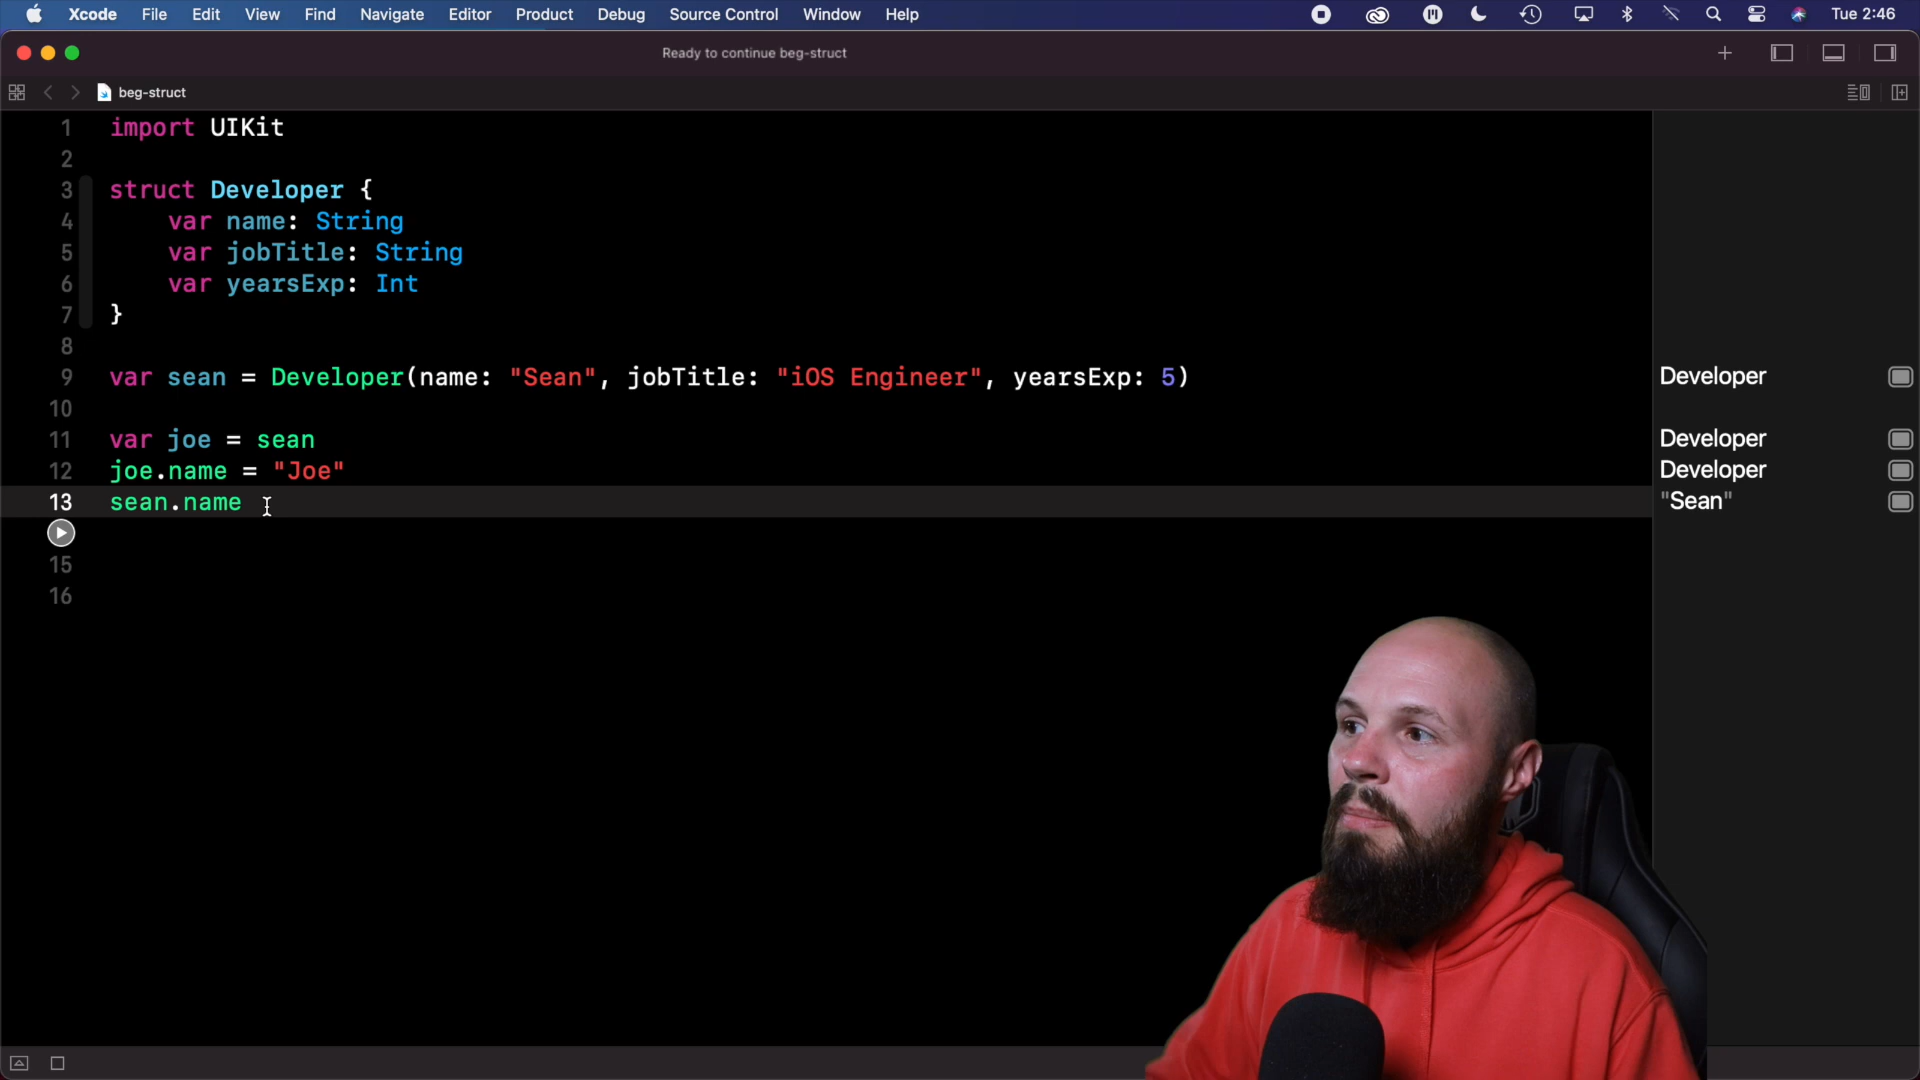 Xcode File Edit View Find Navigate Editor Product Debug Source Control Window Help Tue 2:46
Ready to continue beg-struct
beg-struct
1 import UIKit
2
3 struct Developer {
4 var name: String
5 var jobTitle: String
6 var yearsExp: Int
7 }
8
9 var sean = Developer(name: "Sean", jobTitle: "iOS Engineer", yearsExp: 5) Developer
10
11 var joe = sean Developer
12 joe.name = "Joe" Developer
13 sean.name "Sean"
15
16